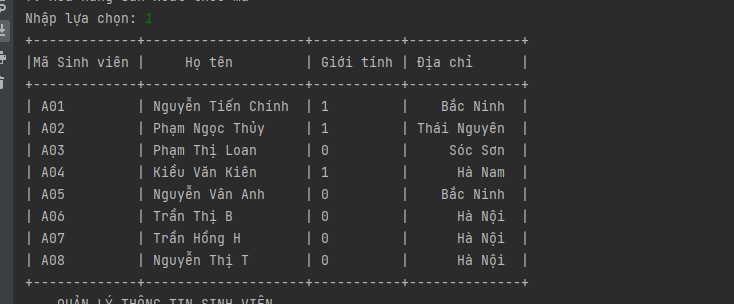 Nhập lựa chọn: 1
+-------------+--------------------+-----------+--------------+
|Mã Sinh viên |     Họ tên         | Giới tính | Địa chỉ      |
+-------------+--------------------+-----------+--------------+
| A01         | Nguyễn Tiến Chính  | 1         |    Bắc Ninh  |
| A02         | Phạm Ngọc Thủy     | 1         | Thái Nguyên  |
| A03         | Phạm Thị Loan      | 0         |     Sóc Sơn  |
| A04         | Kiều Văn Kiên      | 1         |      Hà Nam  |
| A05         | Nguyễn Vân Anh     | 0         |    Bắc Ninh  |
| A06         | Trần Thị B         | 0         |      Hà Nội  |
| A07         | Trần Hồng H        | 0         |      Hà Nội  |
| A08         | Nguyễn Thị T       | 0         |      Hà Nội  |
+-------------+--------------------+-----------+--------------+
QUẢN LÝ THÔNG TIN SINH VIÊN